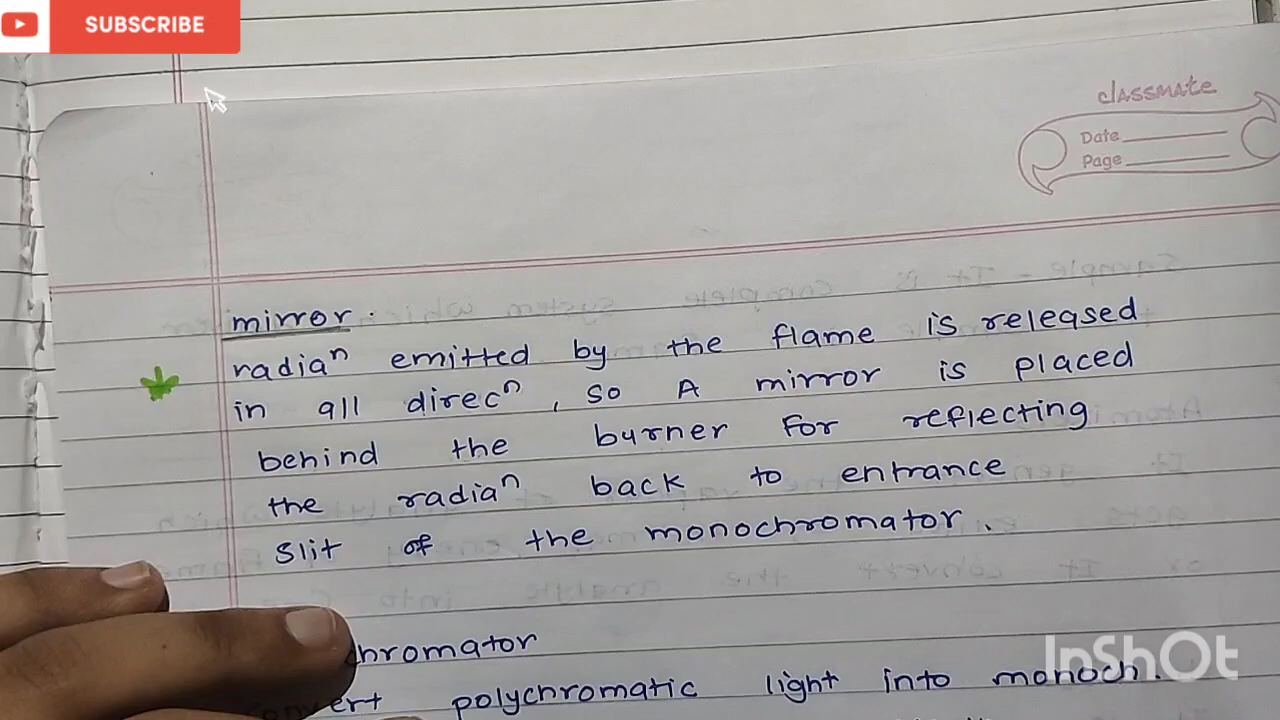 SUBSCRIBE
classmate
Date
Page
mirror.
radiaⁿ emitted by the flame is released
in all direcⁿ, so A mirror is placed
behind the burner for reflecting
the radiaⁿ back to entrance
slit of the monochromator.
chromator
polychromatic light into monoch.
InShOt